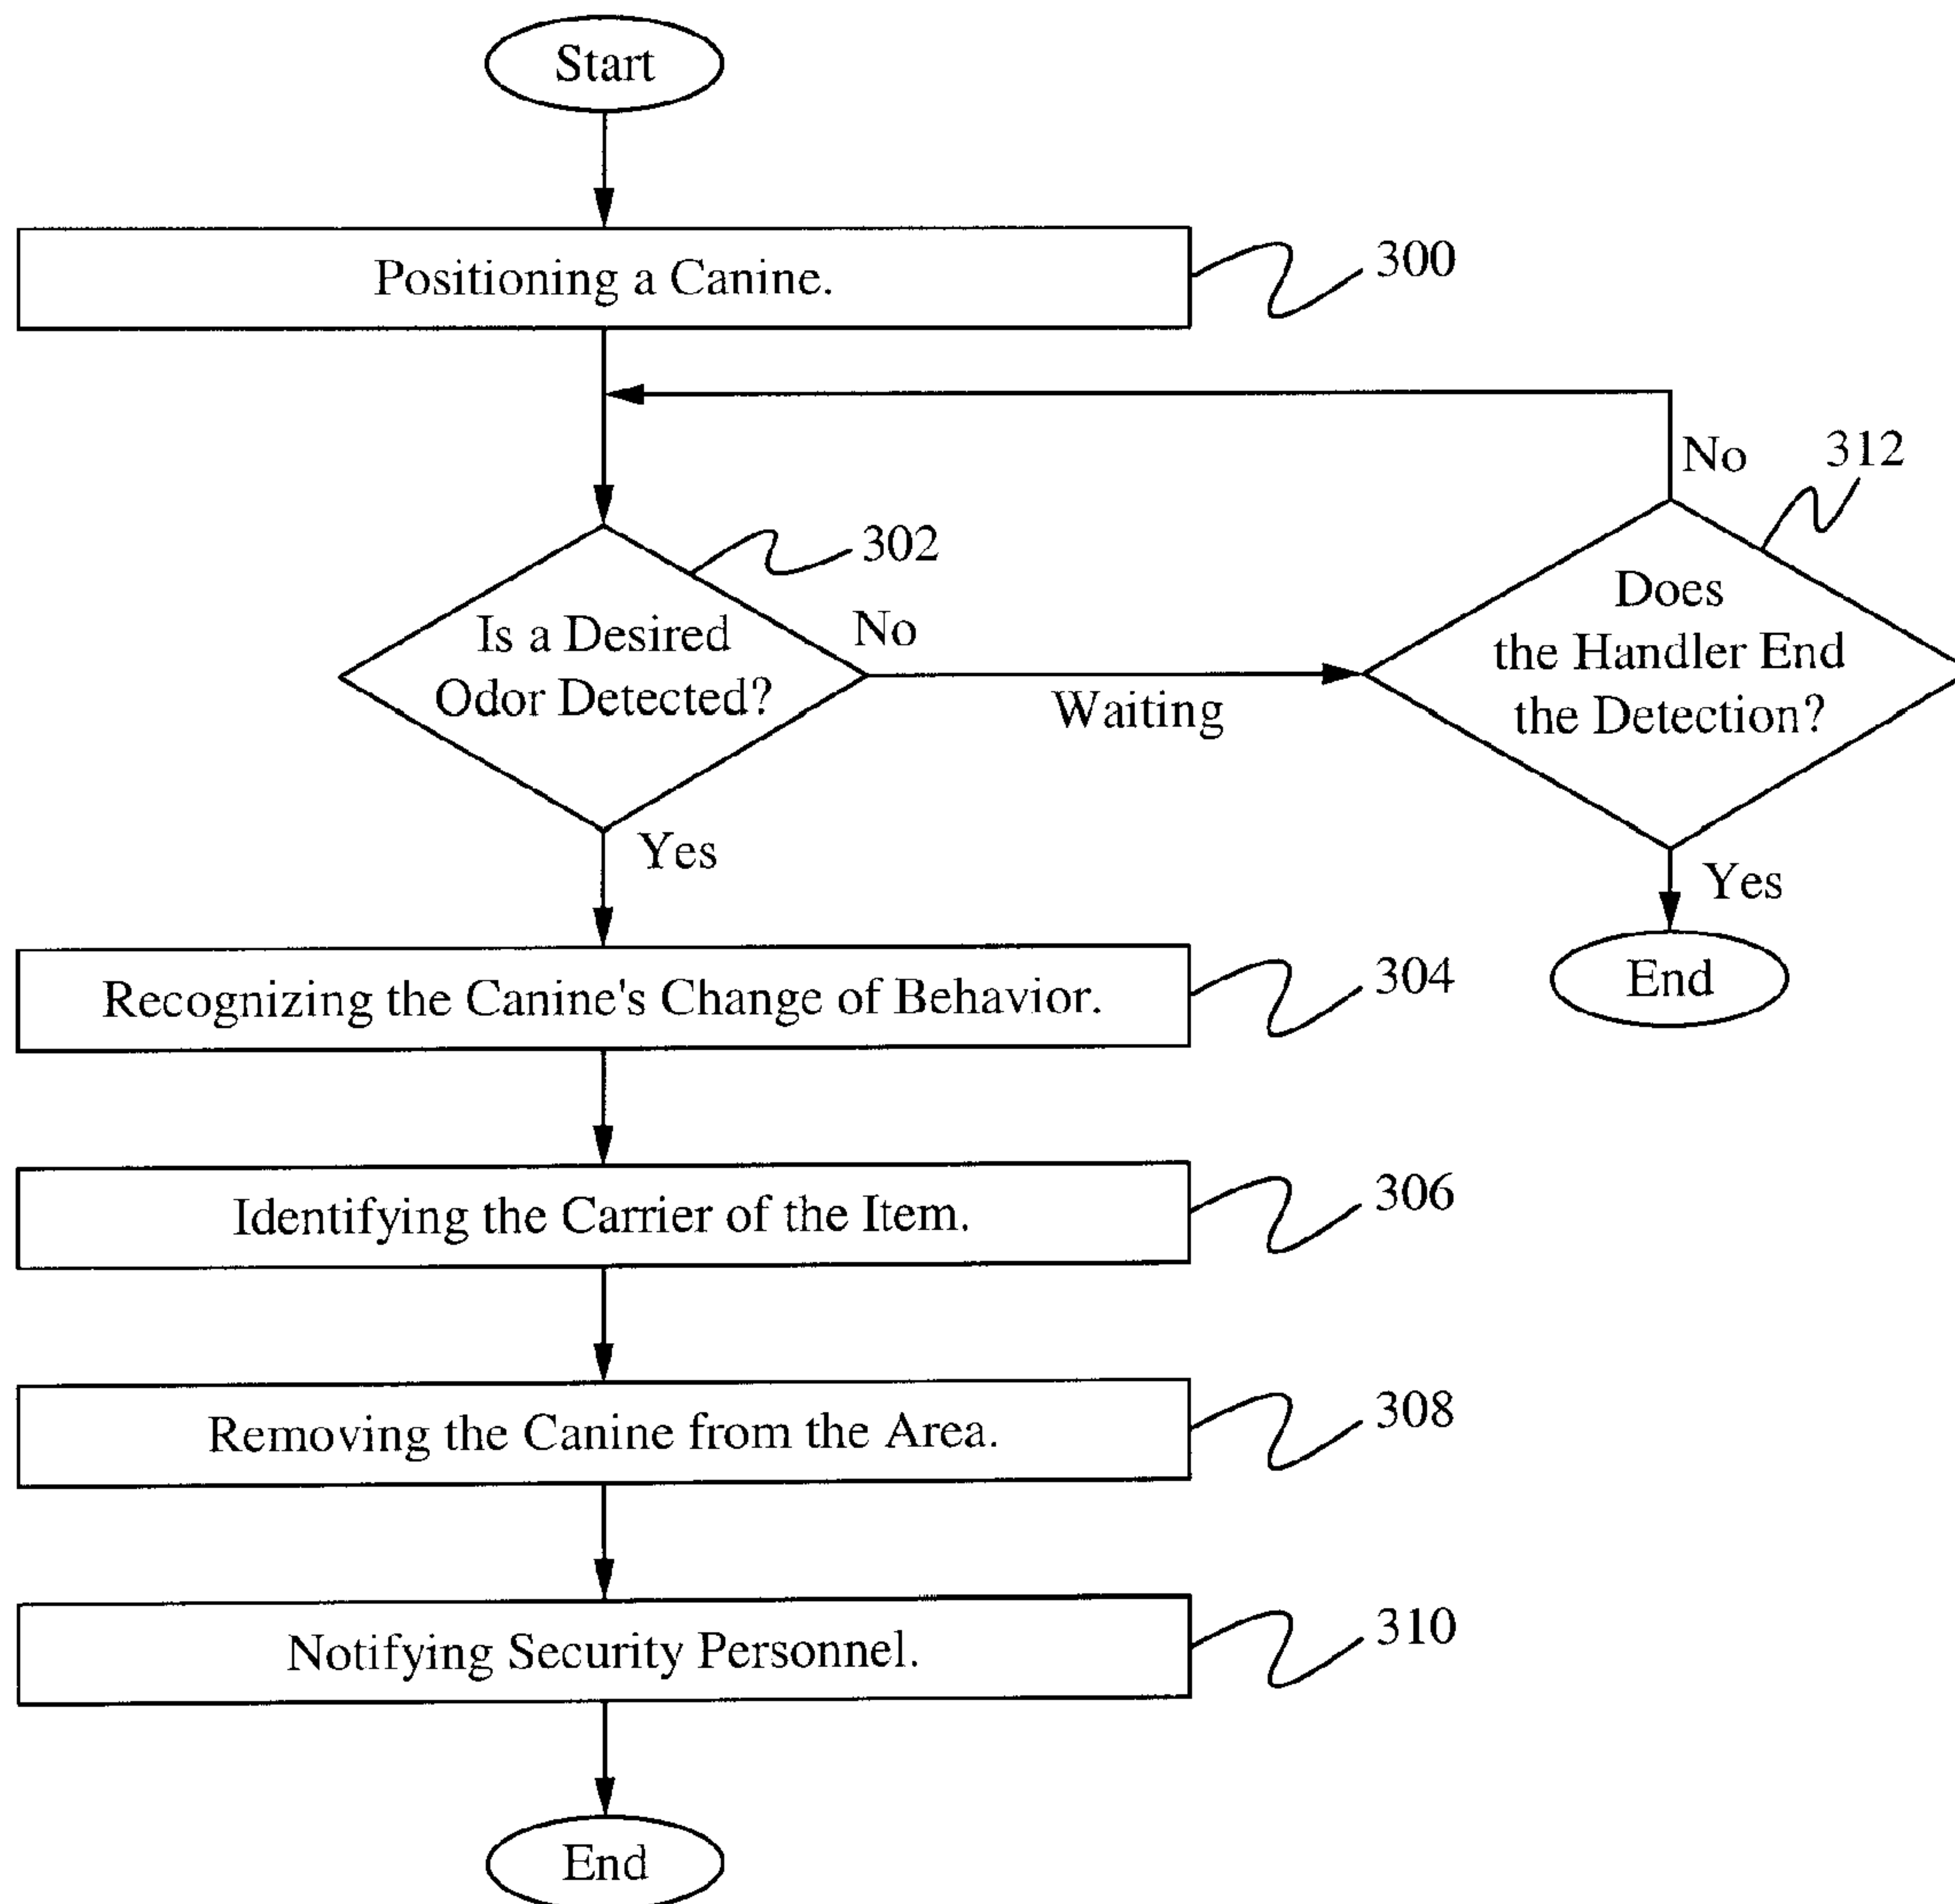 Start
Positioning a Canine.
300
No
312
302
Is a Desired
Odor Detected?
No
Waiting
Does
the Handler End
the Detection?
Yes
Yes
End
Recognizing the Canine's Change of Behavior.
304
Identifying the Carrier of the Item.
306
Removing the Canine from the Area.
308
Notifying Security Personnel.
310
End